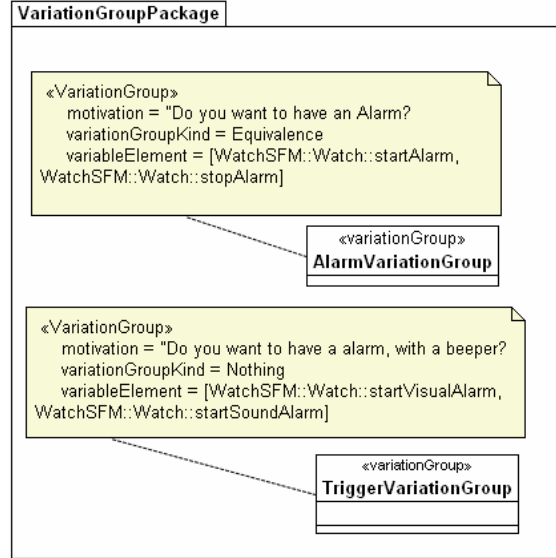 VariationGroupPackage
«VariationGroup»
motivation = "Do you want to have an Alarm?
variationGroupKind = Equivalence
variableElement = [WatchSFM::Watch::startAlarm,
WatchSFM::Watch::stopAlarm]
«variationGroup»
AlarmVariationGroup
«VariationGroup»
motivation = "Do you want to have a alarm, with a beeper?
variationGroupKind = Nothing
variableElement = [WatchSFM::Watch::startVisualAlarm,
WatchSFM::Watch::startSoundAlarm]
«variationGroup»
TriggerVariationGroup